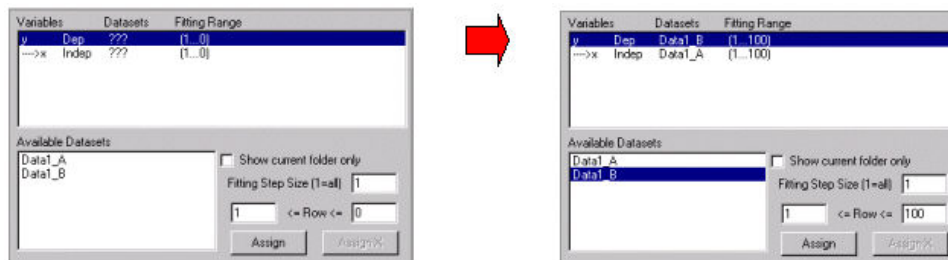 Variables Datasets Fitting Range
y Dep ??? (1...0)
---->x Indep ??? (1...0)
Available Datasets
Data1_A
Data1_B
Show current folder only
Fitting Step Size (1=all) 1
1 <= Row <= 0
Assign Assign X
Variables Datasets Fitting Range
y Dep Data1_B (1...100)
---->x Indep Data1_A (1...100)
Available Datasets
Data1_A
Data1_B
Show current folder only
Fitting Step Size (1=all) 1
1 <= Row <= 100
Assign Assign X